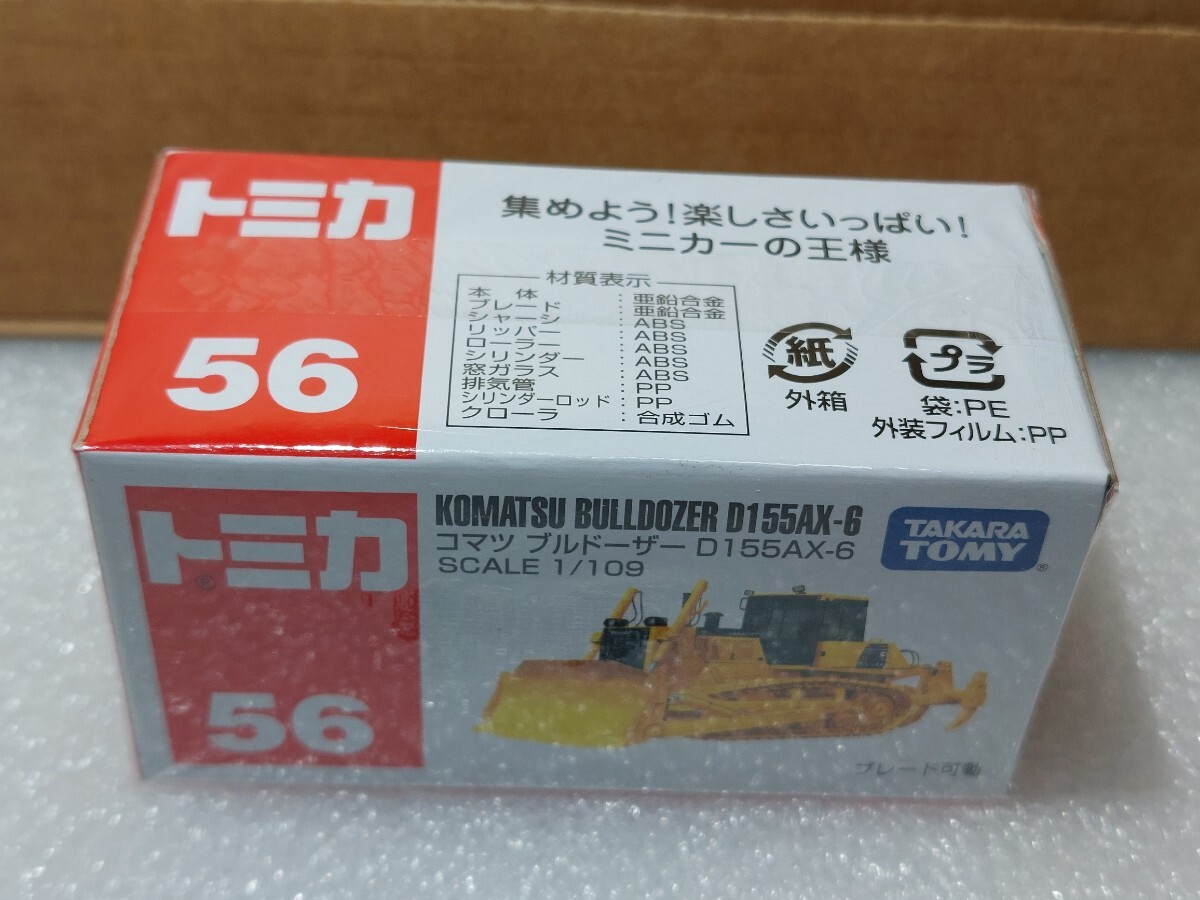 トミカ
56
集めよう!楽しさいっぱい!
ミニカーの王様
材質表示
本体:亜鉛合金
ブレード:亜鉛合金
シャーシ:ABS
リッパー:ABS
ローラー:ABS
シリンダー:ABS
窓ガラス:ABS
排気管:PP
シリンダーロッド:PP
クローラ:合成ゴム
紙
外箱
プラ
袋:PE
外装フィルム:PP
トミカ®
56
KOMATSU BULLDOZER D155AX-6
コマツ ブルドーザー D155AX-6
SCALE 1/109
TAKARA
TOMY®
ブレード可動